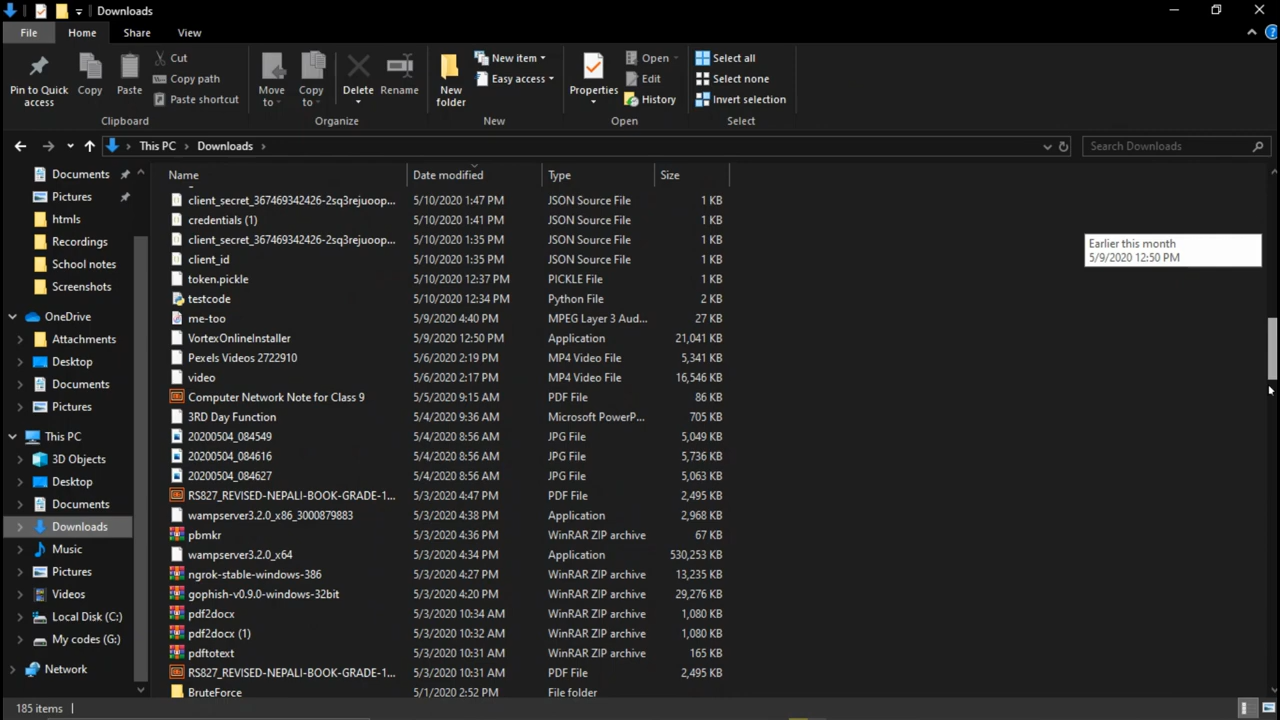 Downloads
File Home Share View
Pin to Quick access
Copy
Paste
Cut
Copy path
Paste shortcut
Clipboard
Move to
Copy to
Delete
Rename
Organize
New folder
New item
Easy access
New
Properties
Open
Edit
History
Open
Select all
Select none
Invert selection
Select
This PC > Downloads >
Search Downloads
Documents
Pictures
htmls
Recordings
School notes
Screenshots
OneDrive
Attachments
Desktop
Documents
Pictures
This PC
3D Objects
Desktop
Documents
Downloads
Music
Pictures
Videos
Local Disk (C:)
My codes (G:)
Network
Name Date modified Type Size
client_secret_367469342426-2sq3rejuoop... 5/10/2020 1:47 PM JSON Source File 1 KB
credentials (1) 5/10/2020 1:41 PM JSON Source File 1 KB
client_secret_367469342426-2sq3rejuoop... 5/10/2020 1:35 PM JSON Source File 1 KB
client_id 5/10/2020 1:35 PM JSON Source File 1 KB
token.pickle 5/10/2020 12:37 PM PICKLE File 1 KB
testcode 5/10/2020 12:34 PM Python File 2 KB
me-too 5/9/2020 4:40 PM MPEG Layer 3 Aud... 27 KB
VortexOnlineInstaller 5/9/2020 12:50 PM Application 21,041 KB
Pexels Videos 2722910 5/6/2020 2:19 PM MP4 Video File 5,341 KB
video 5/6/2020 2:17 PM MP4 Video File 16,546 KB
Computer Network Note for Class 9 5/5/2020 9:15 AM PDF File 86 KB
3RD Day Function 5/4/2020 9:36 AM Microsoft PowerP... 705 KB
20200504_084549 5/4/2020 8:56 AM JPG File 5,049 KB
20200504_084616 5/4/2020 8:56 AM JPG File 5,736 KB
20200504_084627 5/4/2020 8:56 AM JPG File 5,063 KB
RS827_REVISED-NEPALI-BOOK-GRADE-1... 5/3/2020 4:47 PM PDF File 2,495 KB
wampserver3.2.0_x86_3000879883 5/3/2020 4:38 PM Application 2,968 KB
pbmkr 5/3/2020 4:36 PM WinRAR ZIP archive 67 KB
wampserver3.2.0_x64 5/3/2020 4:34 PM Application 530,253 KB
ngrok-stable-windows-386 5/3/2020 4:27 PM WinRAR ZIP archive 13,235 KB
gophish-v0.9.0-windows-32bit 5/3/2020 4:20 PM WinRAR ZIP archive 29,276 KB
pdf2docx 5/3/2020 10:34 AM WinRAR ZIP archive 1,080 KB
pdf2docx (1) 5/3/2020 10:32 AM WinRAR ZIP archive 1,080 KB
pdftotext 5/3/2020 10:31 AM WinRAR ZIP archive 165 KB
RS827_REVISED-NEPALI-BOOK-GRADE-1... 5/3/2020 10:31 AM PDF File 2,495 KB
BruteForce 5/1/2020 2:52 PM File folder
Earlier this month
5/9/2020 12:50 PM
185 items